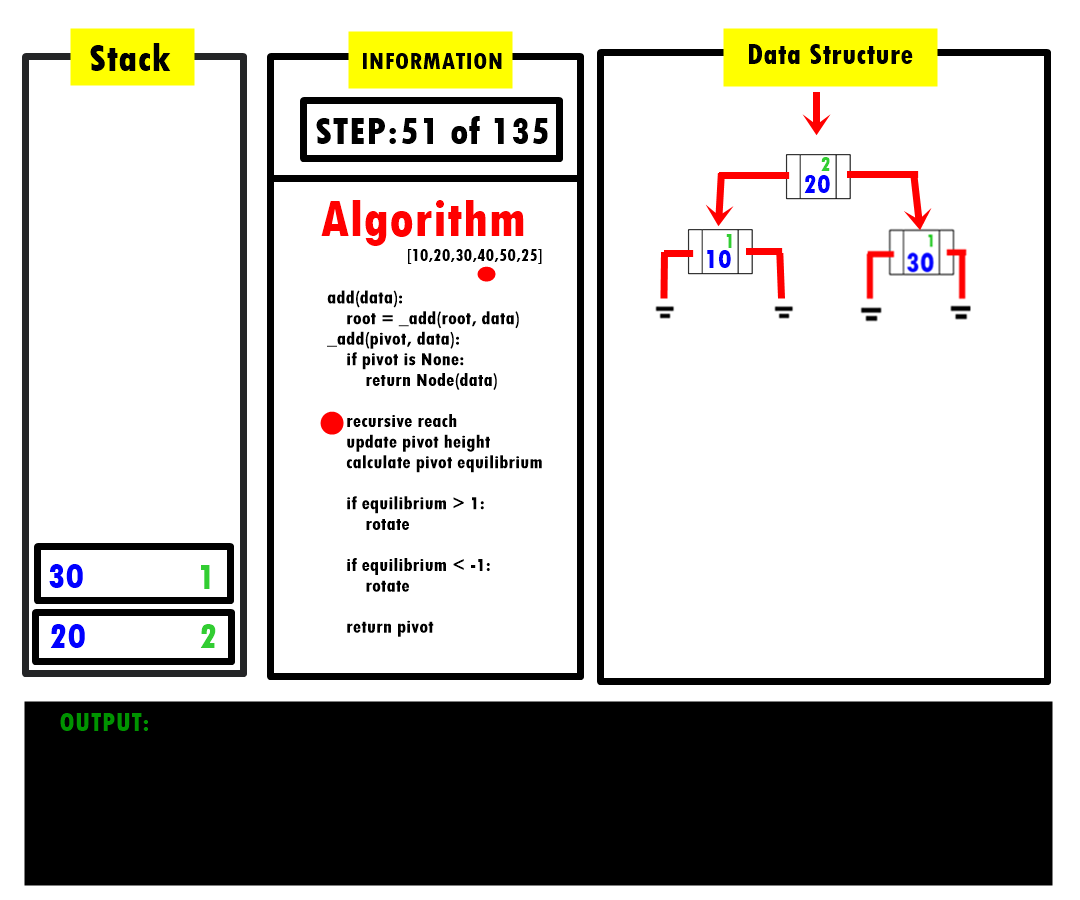 Stack
30 1
20 2
INFORMATION
STEP:51 of 135
Algorithm
[10,20,30,40,50,25]
add(data):
root = _add(root, data)
_add(pivot, data):
if pivot is None:
return Node(data)
recursive reach
update pivot height
calculate pivot equilibrium
if equilibrium > 1:
rotate
if equilibrium < -1:
rotate
return pivot
Data Structure
2
20
1
10
1
30
OUTPUT: